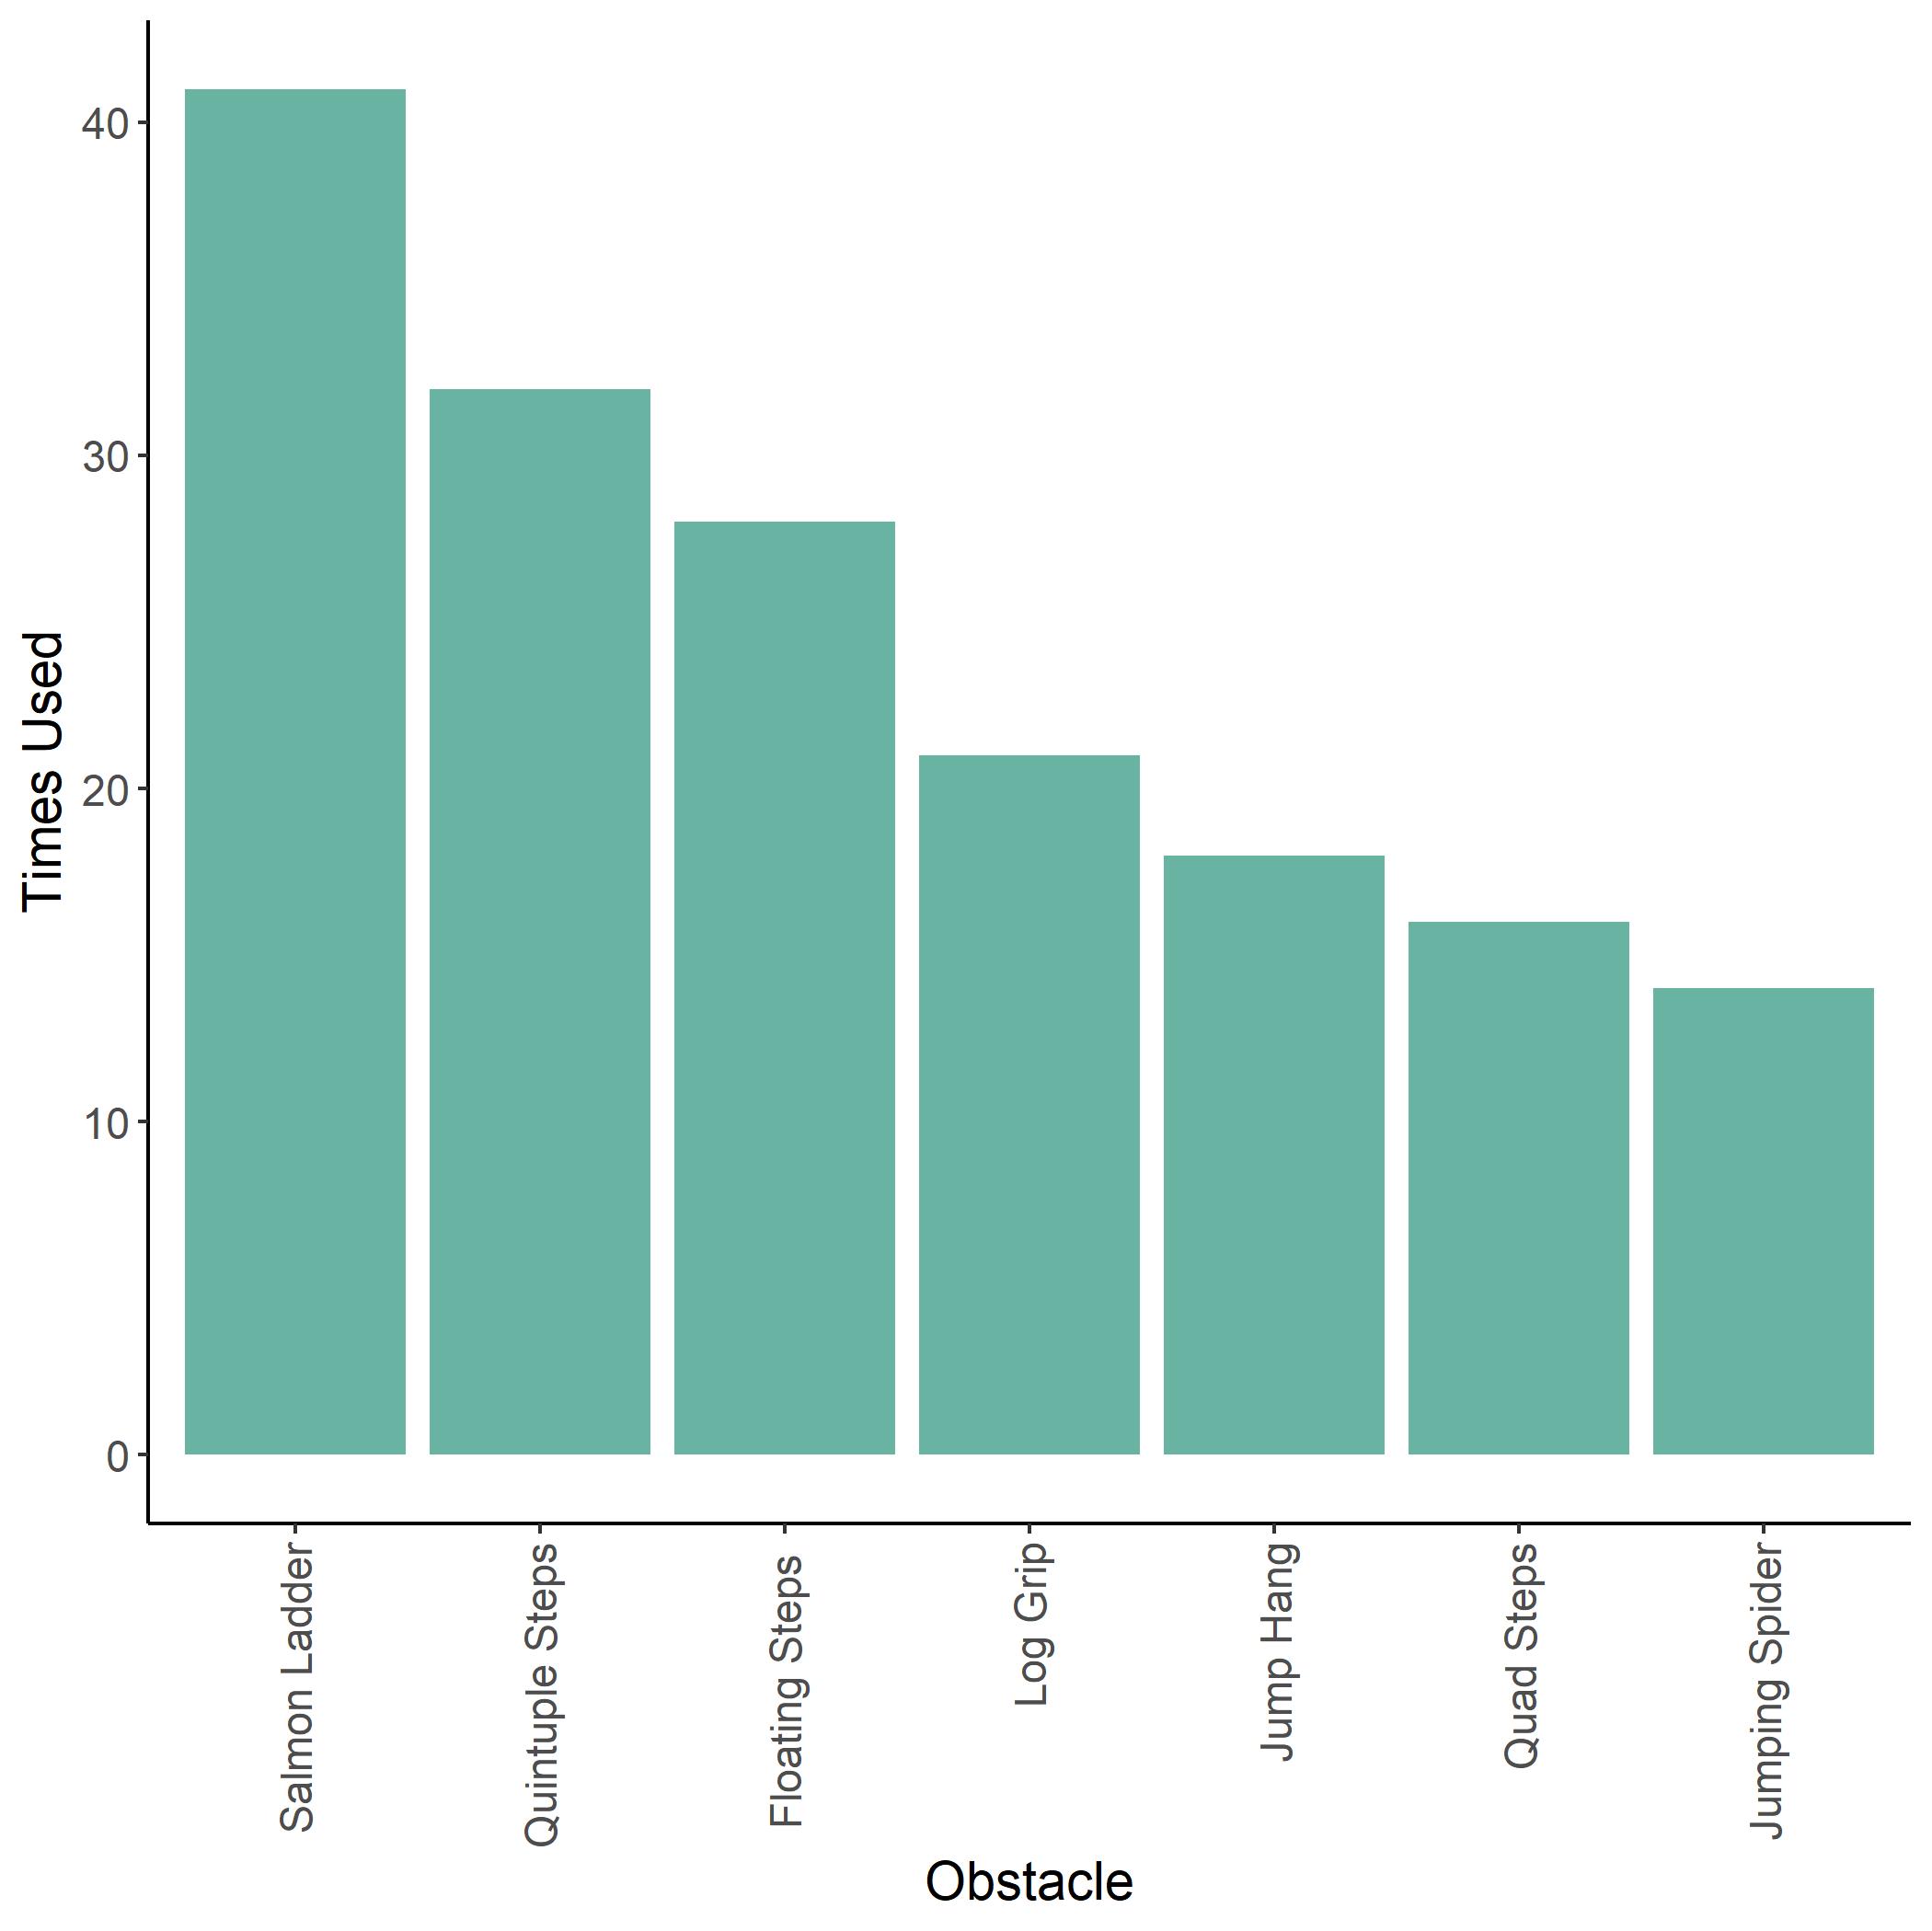 Times Used
40
30
20
10
0
Salmon Ladder
Quintuple Steps
Floating Steps
Log Grip
Jump Hang
Quad Steps
Jumping Spider
Obstacle